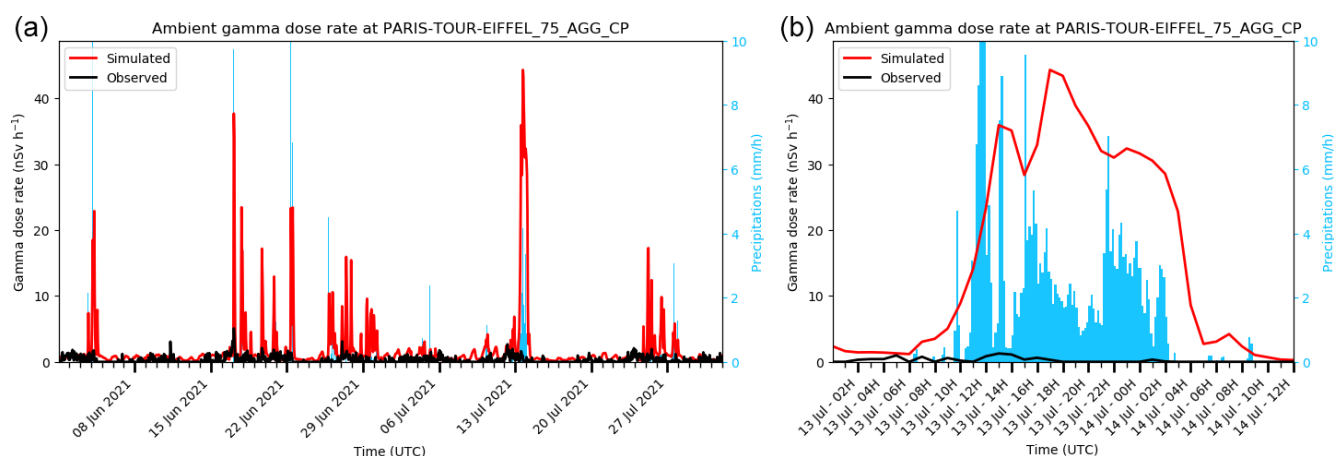 (a)
Ambient gamma dose rate at PARIS-TOUR-EIFFEL_75_AGG_CP
Simulated
Observed
Gamma dose rate (nSv h⁻¹)
40
30
20
10
0
10
8
6
4
2
0
Precipitations (mm/h)
08 Jun 2021
15 Jun 2021
22 Jun 2021
29 Jun 2021
06 Jul 2021
13 Jul 2021
20 Jul 2021
27 Jul 2021
Time (UTC)
(b)
Ambient gamma dose rate at PARIS-TOUR-EIFFEL_75_AGG_CP
Simulated
Observed
Gamma dose rate (nSv h⁻¹)
40
30
20
10
0
10
8
6
4
2
0
Precipitations (mm/h)
13 Jul - 02H
13 Jul - 04H
13 Jul - 06H
13 Jul - 08H
13 Jul - 10H
13 Jul - 12H
13 Jul - 14H
13 Jul - 16H
13 Jul - 18H
13 Jul - 20H
13 Jul - 22H
14 Jul - 00H
14 Jul - 02H
14 Jul - 04H
14 Jul - 06H
14 Jul - 08H
14 Jul - 10H
14 Jul - 12H
Time (UTC)